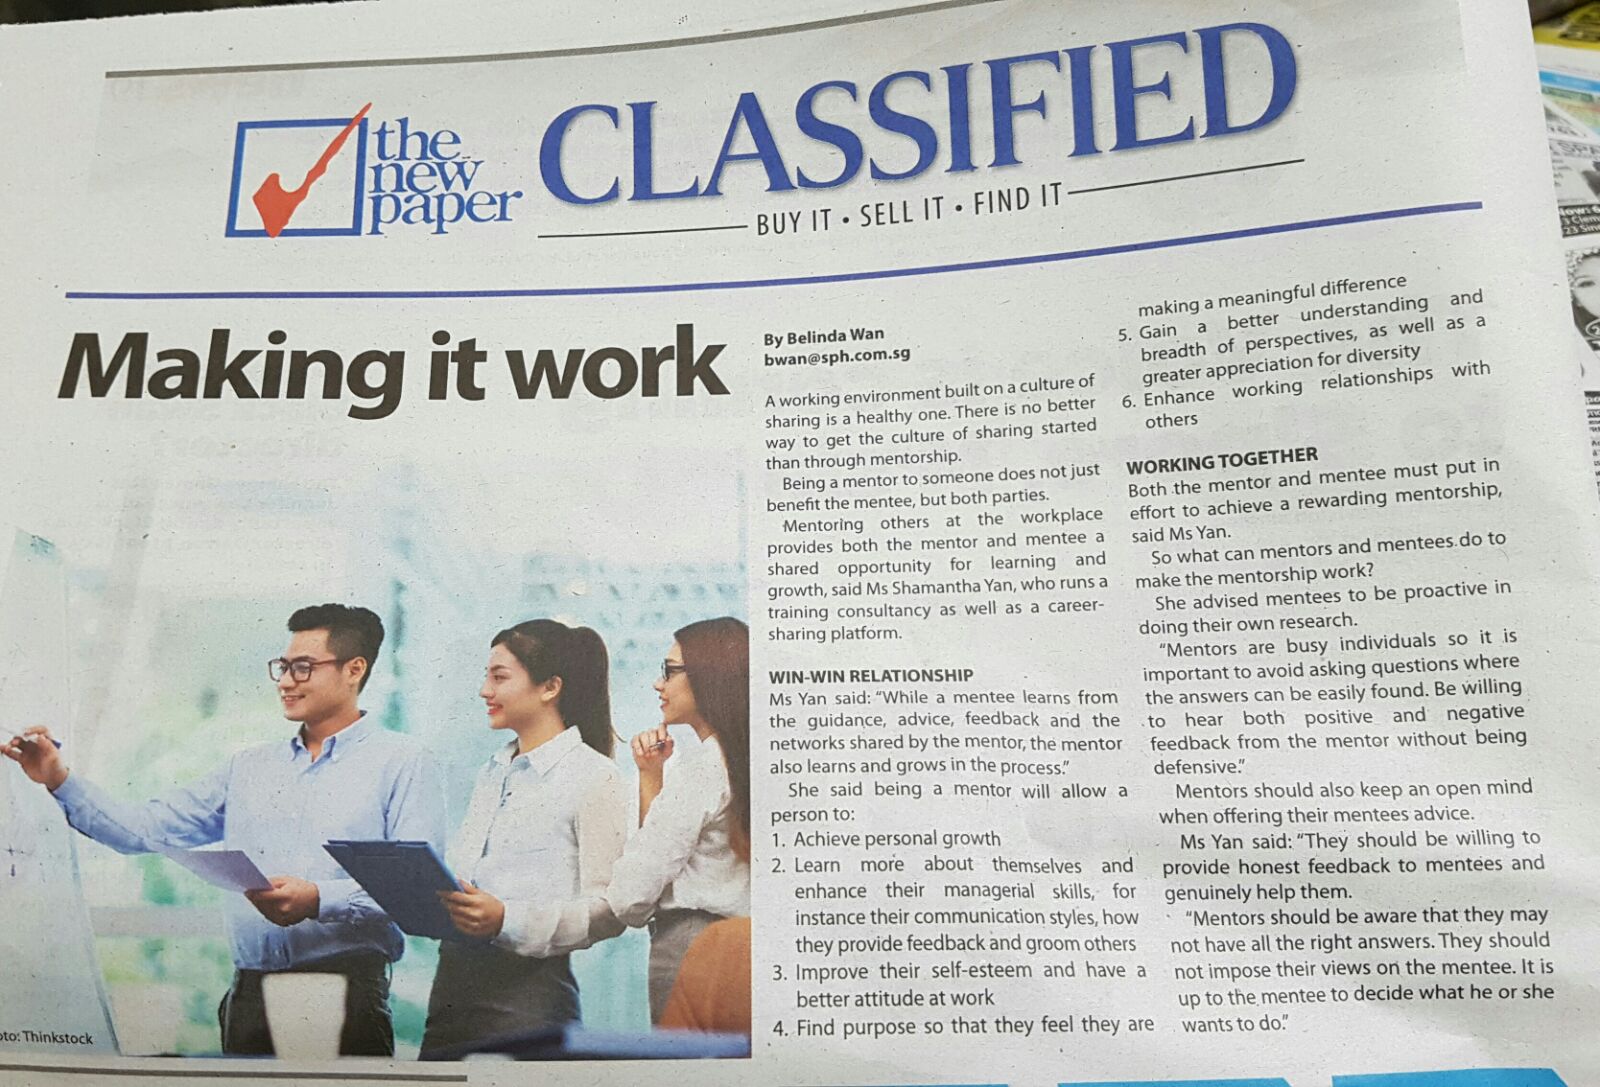 the
new
paper
CLASSIFIED
BUY IT • SELL IT • FIND IT
Making it work
to: Thinkstock
By Belinda Wan
bwan@sph.com.sg
A working environment built on a culture of
sharing is a healthy one. There is no better
way to get the culture of sharing started
than through mentorship.
Being a mentor to someone does not just
benefit the mentee, but both parties.
Mentoring others at the workplace
provides both the mentor and mentee a
shared opportunity for learning and
growth, said Ms Shamantha Yan, who runs a
training consultancy as well as a career-
sharing platform.
WIN-WIN RELATIONSHIP
Ms Yan said: “While a mentee learns from
the guidance, advice, feedback and the
networks shared by the mentor, the mentor
also learns and grows in the process.”
She said being a mentor will allow a
person to:
1. Achieve personal growth
2. Learn more about themselves and
enhance their managerial skills, for
instance their communication styles, how
they provide feedback and groom others
3. Improve their self-esteem and have a
better attitude at work
4. Find purpose so that they feel they are
making a meaningful difference
5. Gain a better understanding and
breadth of perspectives, as well as a
greater appreciation for diversity
6. Enhance working relationships with
others
WORKING TOGETHER
Both the mentor and mentee must put in
effort to achieve a rewarding mentorship,
said Ms Yan.
So what can mentors and mentees do to
make the mentorship work?
She advised mentees to be proactive in
doing their own research.
“Mentors are busy individuals so it is
important to avoid asking questions where
the answers can be easily found. Be willing
to hear both positive and negative
feedback from the mentor without being
defensive.”
Mentors should also keep an open mind
when offering their mentees advice.
Ms Yan said: “They should be willing to
provide honest feedback to mentees and
genuinely help them.
“Mentors should be aware that they may
not have all the right answers. They should
not impose their views on the mentee. It is
up to the mentee to decide what he or she
wants to do.”